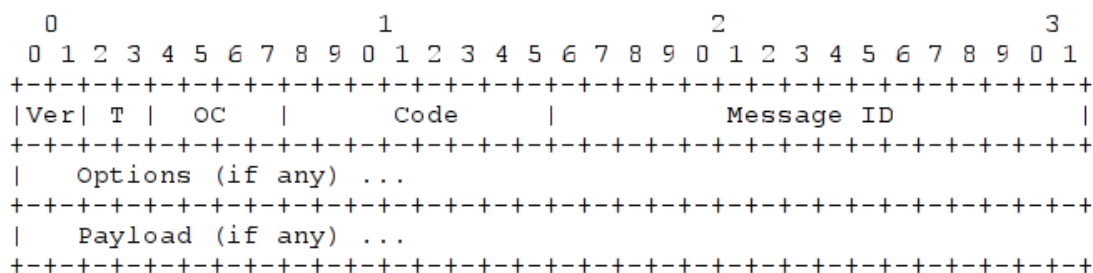 0                   1                   2                   3
 0 1 2 3 4 5 6 7 8 9 0 1 2 3 4 5 6 7 8 9 0 1 2 3 4 5 6 7 8 9 0 1
+-+-+-+-+-+-+-+-+-+-+-+-+-+-+-+-+-+-+-+-+-+-+-+-+-+-+-+-+-+-+-+-+
|Ver| T |  OC   |      Code     |          Message ID           |
+-+-+-+-+-+-+-+-+-+-+-+-+-+-+-+-+-+-+-+-+-+-+-+-+-+-+-+-+-+-+-+-+
|   Options (if any) ...
+-+-+-+-+-+-+-+-+-+-+-+-+-+-+-+-+-+-+-+-+-+-+-+-+-+-+-+-+-+-+-+-+
|   Payload (if any) ...
+-+-+-+-+-+-+-+-+-+-+-+-+-+-+-+-+-+-+-+-+-+-+-+-+-+-+-+-+-+-+-+-+